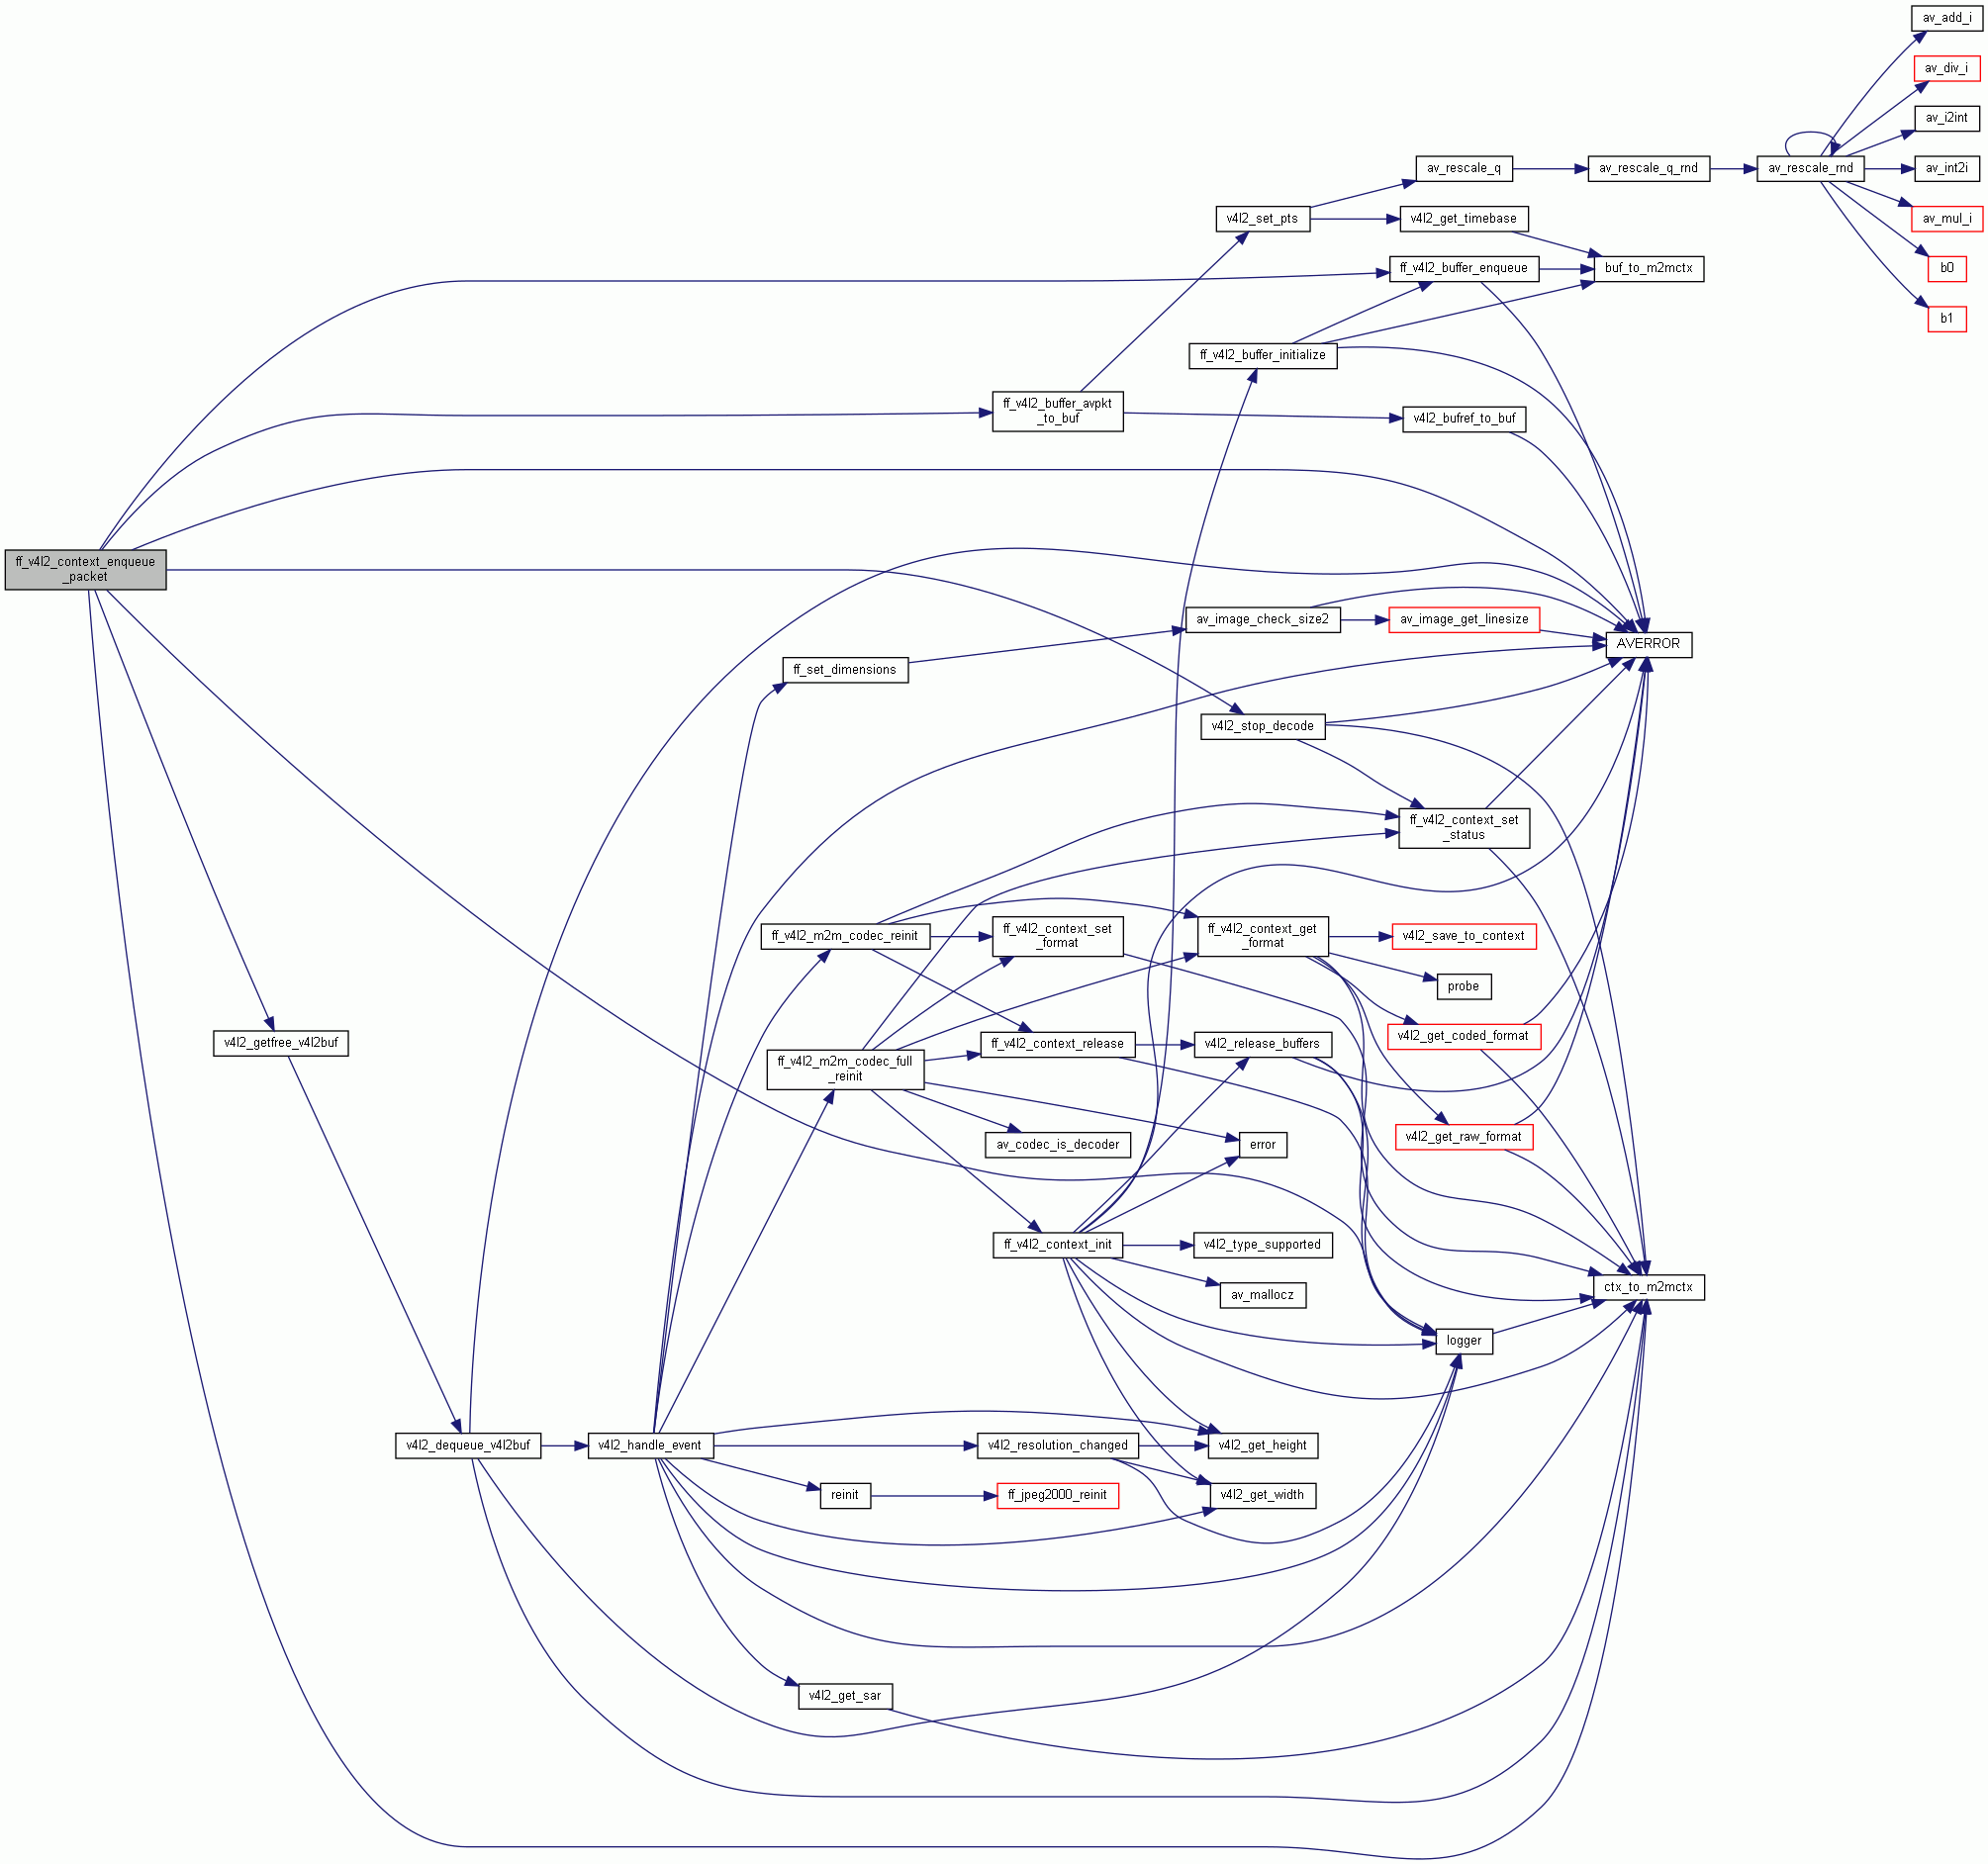 av_add_i
av_div_i
av_i2int
av_rescale_q
av_rescale_q_rnd
av_rescale_rnd
av_int2i
v4l2_set_pts
v4l2_get_timebase
av_mul_i
ff_v4l2_buffer_enqueue
buf_to_m2mctx
b0
b1
ff_v4l2_buffer_initialize
ff_v4l2_buffer_avpkt
_to_buf
v4l2_bufref_to_buf
ff_v4l2_context_enqueue
_packet
av_image_check_size2
av_image_get_linesize
AVERROR
ff_set_dimensions
v4l2_stop_decode
ff_v4l2_context_set
_status
ff_v4l2_m2m_codec_reinit
ff_v4l2_context_set
_format
ff_v4l2_context_get
_format
v4l2_save_to_context
probe
v4l2_getfree_v4l2buf
ff_v4l2_m2m_codec_full
_reinit
ff_v4l2_context_release
v4l2_release_buffers
v4l2_get_coded_format
av_codec_is_decoder
error
v4l2_get_raw_format
ff_v4l2_context_init
v4l2_type_supported
av_mallocz
ctx_to_m2mctx
logger
v4l2_dequeue_v4l2buf
v4l2_handle_event
v4l2_resolution_changed
v4l2_get_height
reinit
ff_jpeg2000_reinit
v4l2_get_width
v4l2_get_sar